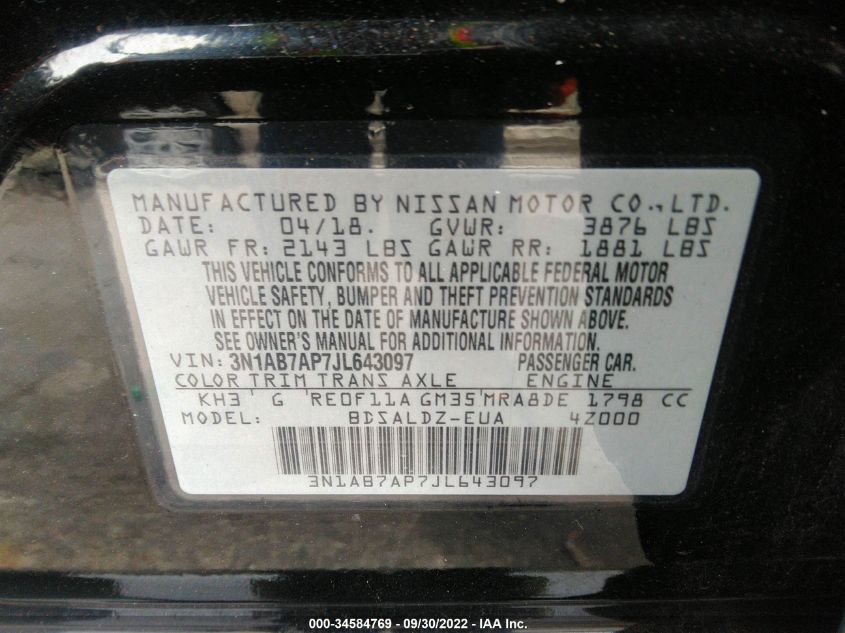 MANUFACTURED BY NISSAN MOTOR CO., LTD.
DATE: 04/18. GVWR: 3876 LBS
GAWR FR: 2143 LBS GAWR RR: 1881 LBS
THIS VEHICLE CONFORMS TO ALL APPLICABLE FEDERAL MOTOR
VEHICLE SAFETY, BUMPER AND THEFT PREVENTION STANDARDS
IN EFFECT ON THE DATE OF MANUFACTURE SHOWN ABOVE.
SEE OWNER'S MANUAL FOR ADDITIONAL INFORMATION.
VIN: 3N1AB7AP7JL643097 PASSENGER CAR.
COLOR TRIM TRANS AXLE ENGINE
KH3 G RE0F11A GM35 MRA8DE 1798 CC
MODEL: BDSALDZ-EUA 4Z000
3N1AB7AP7JL643097
000-34584769 - 09/30/2022 - IAA Inc.